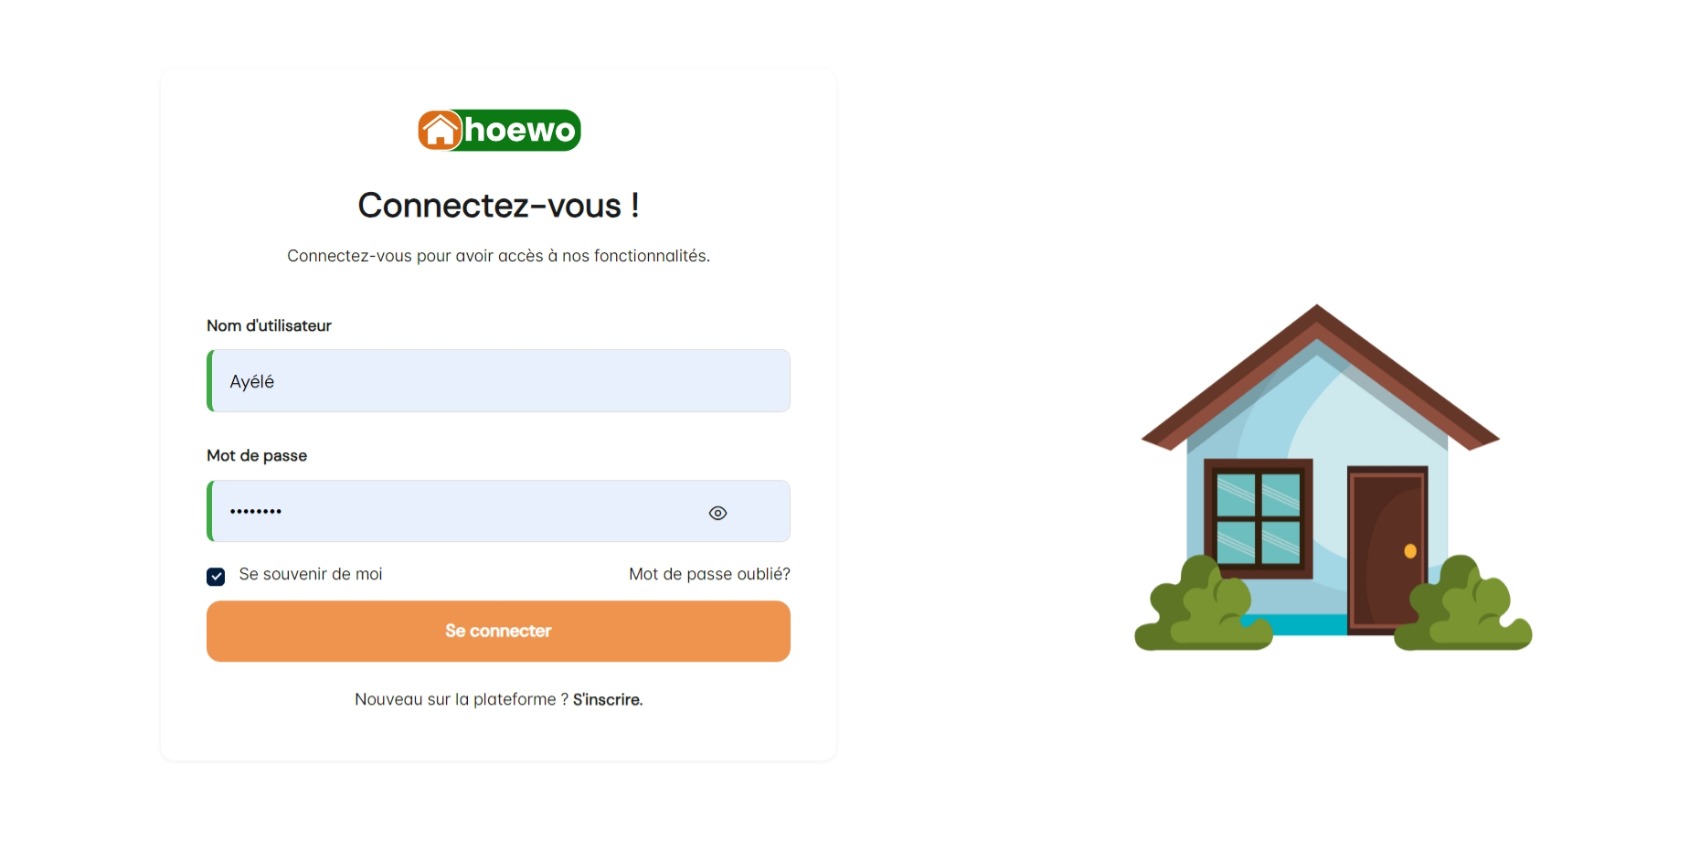 hoewo
Connectez-vous !
Connectez-vous pour avoir accès à nos fonctionnalités.
Nom d'utilisateur
Ayélé
Mot de passe
••••••••
Se souvenir de moi
Mot de passe oublié?
Se connecter
Nouveau sur la plateforme ? S'inscrire.